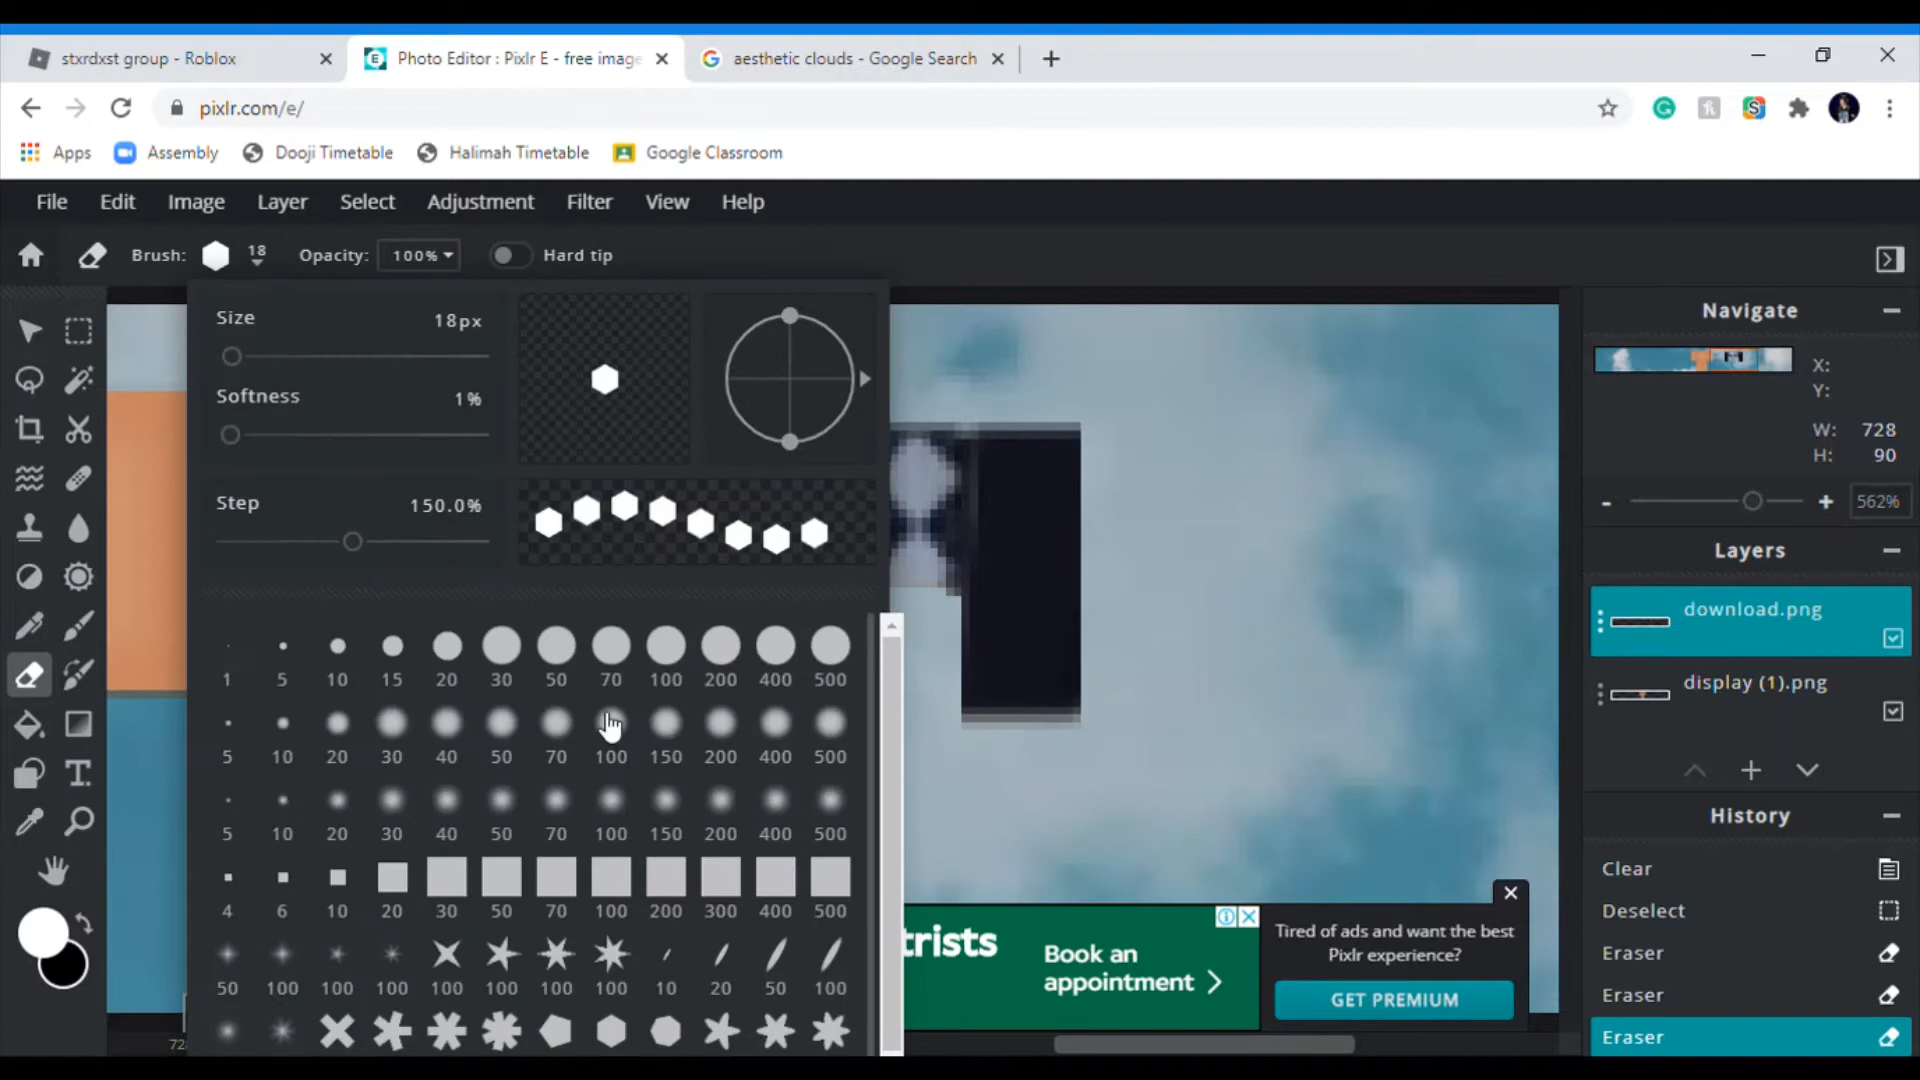 stxrdxst group - Roblox
Photo Editor : Pixlr E - free image
aesthetic clouds - Google Search
pixlr.com/e/
Apps Assembly Dooji Timetable Halimah Timetable Google Classroom
File Edit Image Layer Select Adjustment Filter View Help
Brush: 18 Opacity: 100% Hard tip
Size 18px
Softness 1%
Step 150.0%
1 5 10 15 20 30 50 70 100 200 400 500
5 10 20 30 40 50 70 100 150 200 400 500
5 10 20 30 40 50 70 100 150 200 400 500
4 6 10 20 30 50 70 100 200 300 400 500
50 100 100 100 100 100 100 100 10 20 50 100
Navigate
X:
Y:
W: 728
H: 90
- + 562%
Layers
download.png
display (1).png
History
Clear
Deselect
Eraser
Eraser
Eraser
trists
Book an
appointment
Tired of ads and want the best
Pixlr experience?
GET PREMIUM